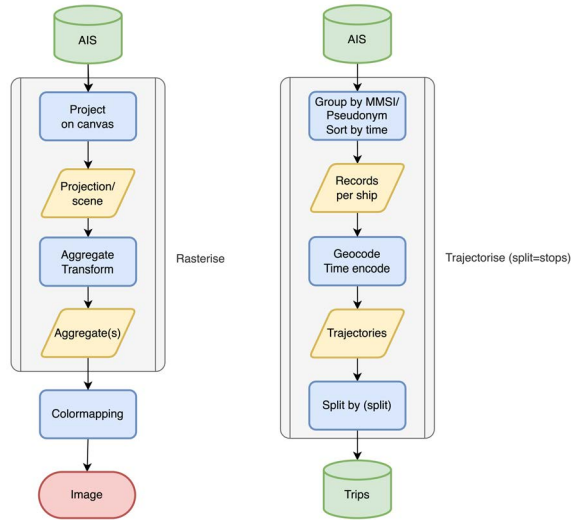 AIS
Project
on canvas
Projection/
scene
Aggregate
Transform
Aggregate(s)
Rasterise
Colormapping
Image
AIS
Group by MMSI/
Pseudonym
Sort by time
Records
per ship
Geocode
Time encode
Trajectories
Split by (split)
Trajectorise (split=stops)
Trips